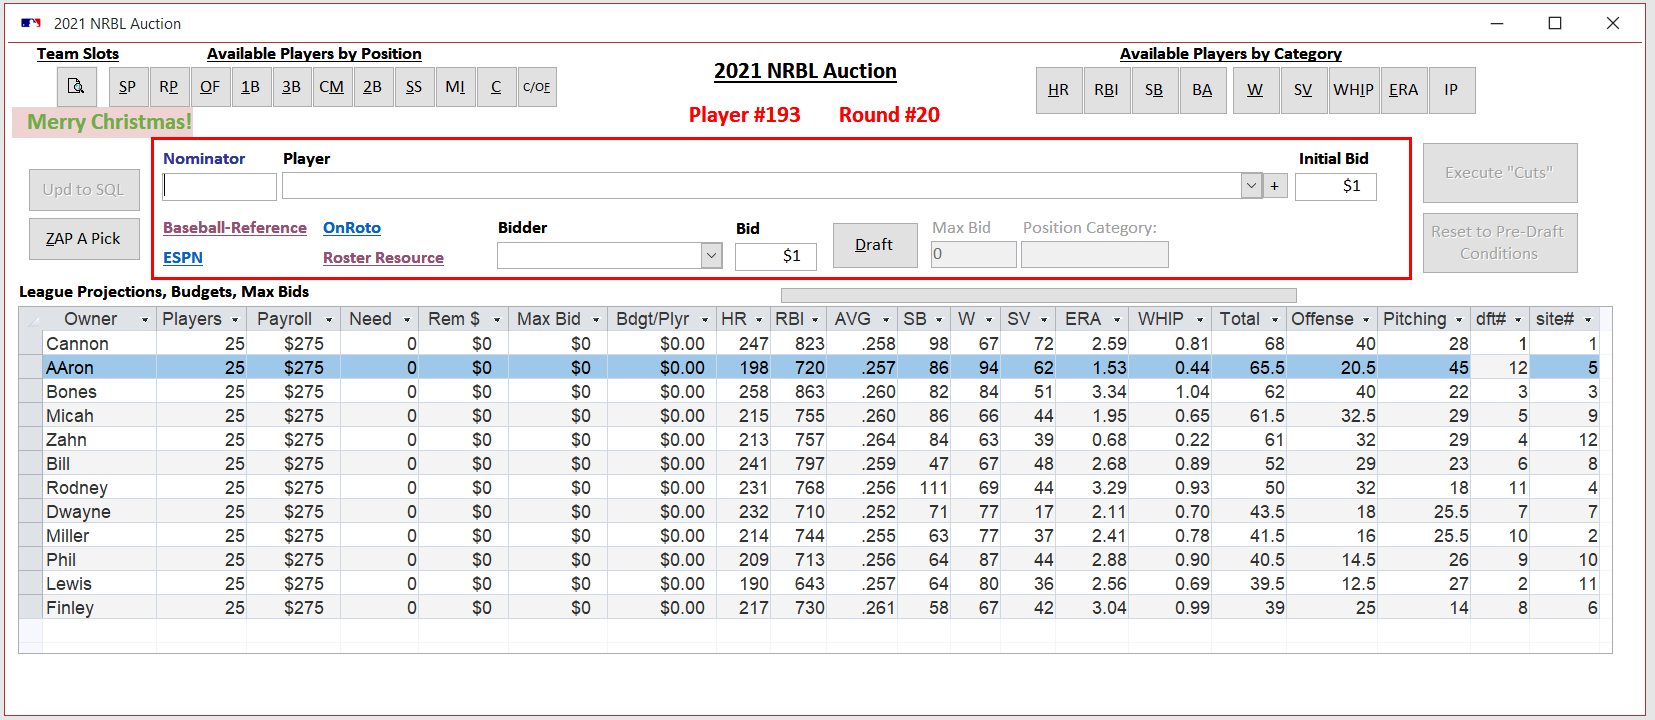 2021 NRBL Auction
Team Slots Available Players by Position Available Players by Category
2021 NRBL Auction
SP RP OF 1B 3B CM 2B SS MI C C/OF HR RBI SB BA W SV WHIP ERA IP
Player #193 Round #20
Merry Christmas!
Nominator Player Initial Bid
Upd to SQL + $1 Execute "Cuts"
ZAP A Pick Baseball-Reference OnRoto Bidder Bid Draft Max Bid Position Category: Reset to Pre-Draft
ESPN Roster Resource $1 0 Conditions
League Projections, Budgets, Max Bids
Owner Players Payroll Need Rem $ Max Bid Bdgt/Plyr HR RBI AVG SB W SV ERA WHIP Total Offense Pitching dft# site#
Cannon 25 $275 0 $0 $0 $0.00 247 823 .258 98 67 72 2.59 0.81 68 40 28 1 1
AAron 25 $275 0 $0 $0 $0.00 198 720 .257 86 94 62 1.53 0.44 65.5 20.5 45 12 5
Bones 25 $275 0 $0 $0 $0.00 258 863 .260 82 84 51 3.34 1.04 62 40 22 3 3
Micah 25 $275 0 $0 $0 $0.00 215 755 .260 86 66 44 1.95 0.65 61.5 32.5 29 5 9
Zahn 25 $275 0 $0 $0 $0.00 213 757 .264 84 63 39 0.68 0.22 61 32 29 4 12
Bill 25 $275 0 $0 $0 $0.00 241 797 .259 47 67 48 2.68 0.89 52 29 23 6 8
Rodney 25 $275 0 $0 $0 $0.00 231 768 .256 111 69 44 3.29 0.93 50 32 18 11 4
Dwayne 25 $275 0 $0 $0 $0.00 232 710 .252 71 77 17 2.11 0.70 43.5 18 25.5 7 7
Miller 25 $275 0 $0 $0 $0.00 214 744 .255 63 77 37 2.41 0.78 41.5 16 25.5 10 2
Phil 25 $275 0 $0 $0 $0.00 209 713 .256 64 87 44 2.88 0.90 40.5 14.5 26 9 10
Lewis 25 $275 0 $0 $0 $0.00 190 643 .257 64 80 36 2.56 0.69 39.5 12.5 27 2 11
Finley 25 $275 0 $0 $0 $0.00 217 730 .261 58 67 42 3.04 0.99 39 25 14 8 6